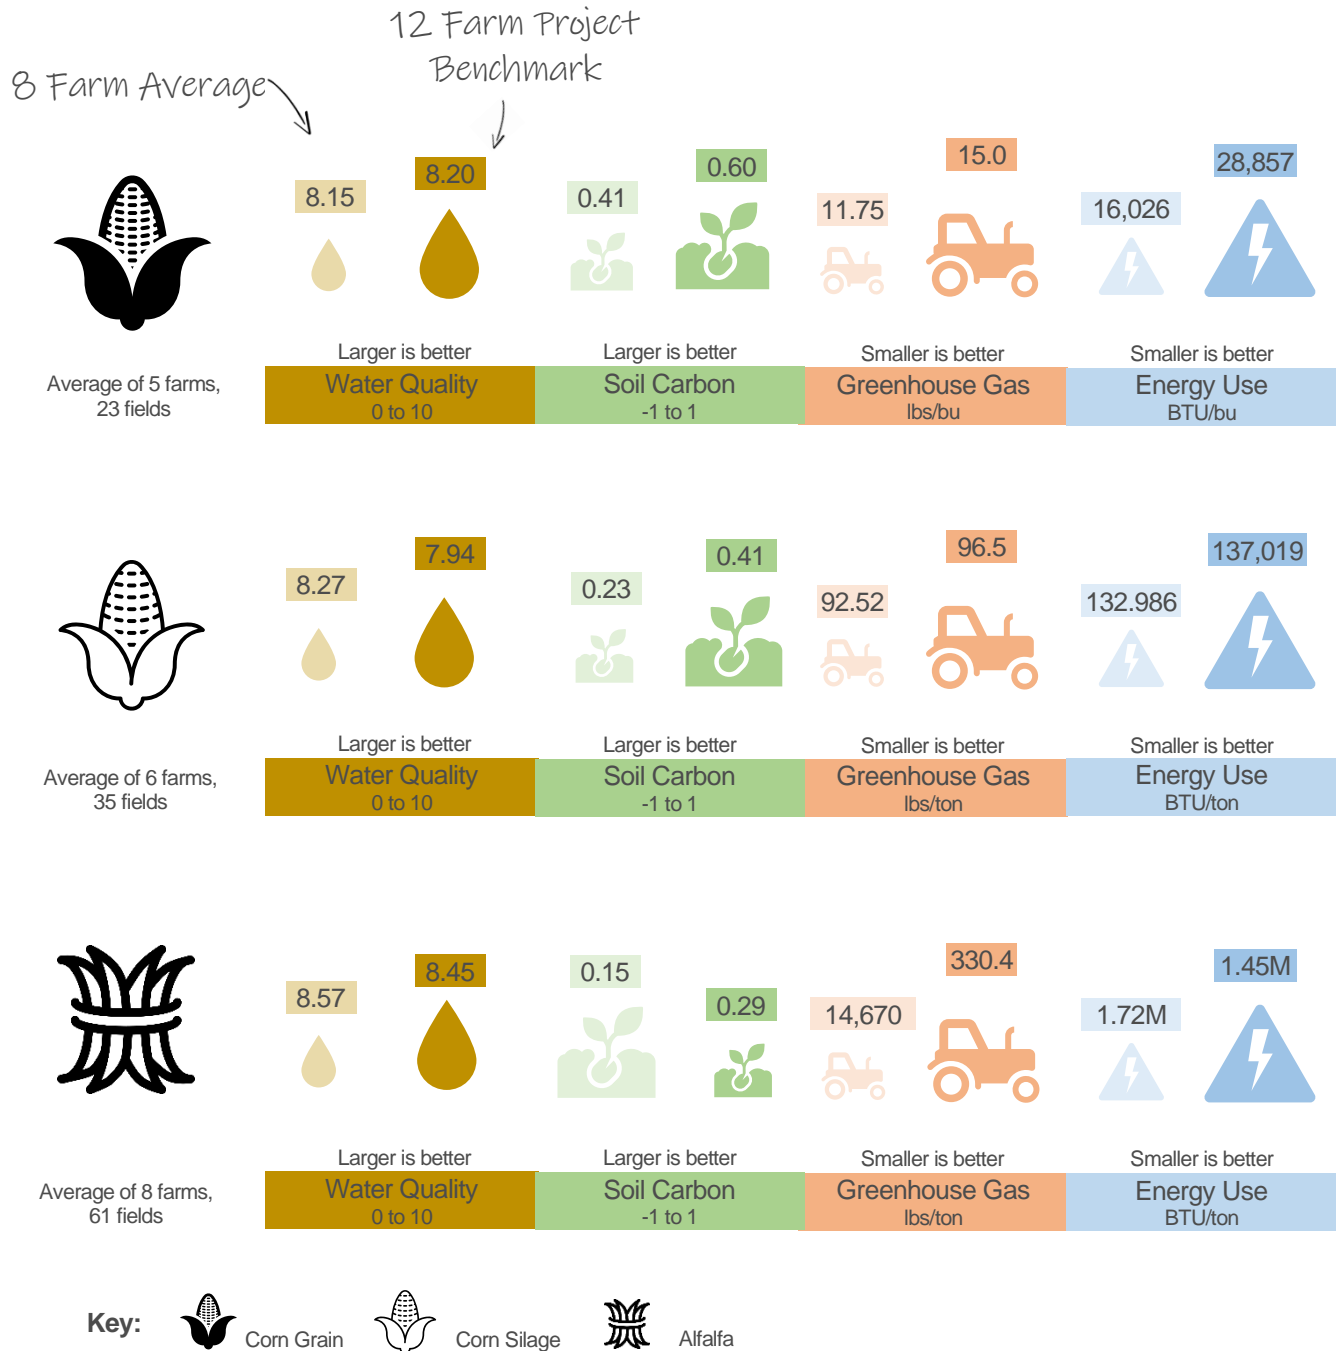 12 Farm Project
Benchmark
8 Farm Average
8.15
8.20
0.41
0.60
11.75
15.0
16,026
28,857
Average of 5 farms,
23 fields
Larger is better
Water Quality
0 to 10
Larger is better
Soil Carbon
-1 to 1
Smaller is better
Greenhouse Gas
lbs/bu
Smaller is better
Energy Use
BTU/bu
8.27
7.94
0.23
0.41
92.52
96.5
132.986
137,019
Average of 6 farms,
35 fields
Larger is better
Water Quality
0 to 10
Larger is better
Soil Carbon
-1 to 1
Smaller is better
Greenhouse Gas
lbs/ton
Smaller is better
Energy Use
BTU/ton
8.57
8.45
0.15
0.29
14,670
330.4
1.72M
1.45M
Average of 8 farms,
61 fields
Larger is better
Water Quality
0 to 10
Larger is better
Soil Carbon
-1 to 1
Smaller is better
Greenhouse Gas
lbs/ton
Smaller is better
Energy Use
BTU/ton
Key:
Corn Grain
Corn Silage
Alfalfa